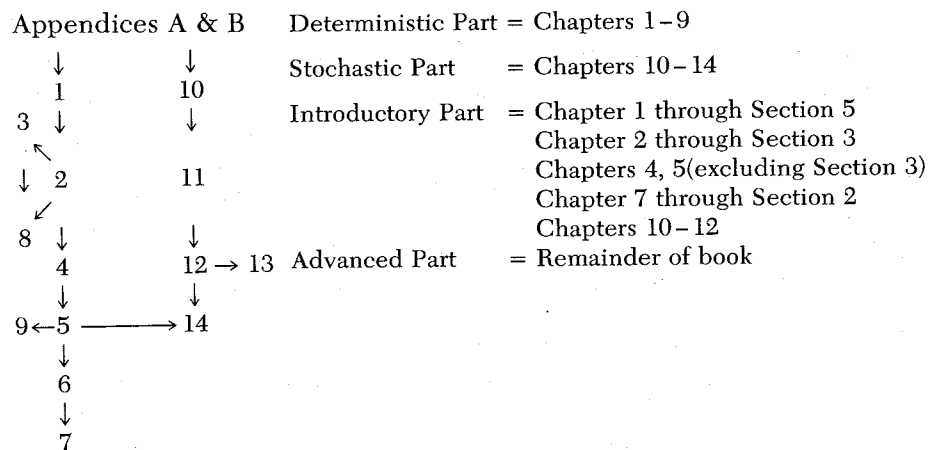 Appendices A & B Deterministic Part = Chapters 1–9
↓ ↓ Stochastic Part = Chapters 10–14
1 10
3 ↓ ↓ Introductory Part = Chapter 1 through Section 5
↖ Chapter 2 through Section 3
↓ 2 11 Chapters 4, 5(excluding Section 3)
↙ Chapter 7 through Section 2
8 ↓ ↓ Chapters 10–12
4 12 → 13 Advanced Part = Remainder of book
↓ ↓
9←5 ⟶ 14
↓
6
↓
7